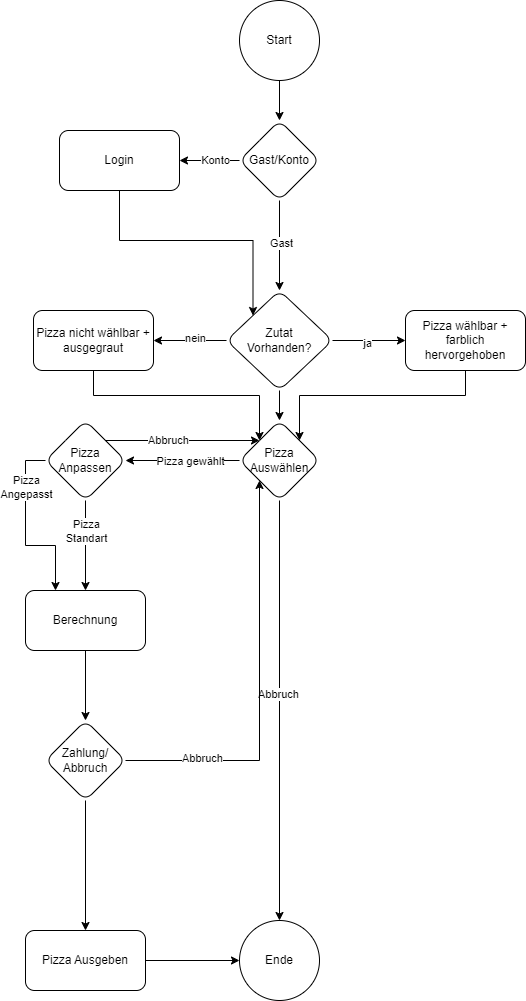 Start
Gast/Konto
Konto
Login
Gast
Zutat
Vorhanden?
nein
Pizza nicht wählbar +
ausgegraut
ja
Pizza wählbar +
farblich
hervorgehoben
Pizza
Auswählen
Pizza gewählt
Abbruch
Pizza
Anpassen
Pizza
Angepasst
Pizza
Standart
Berechnung
Zahlung/
Abbruch
Abbruch
Abbruch
Pizza Ausgeben
Ende